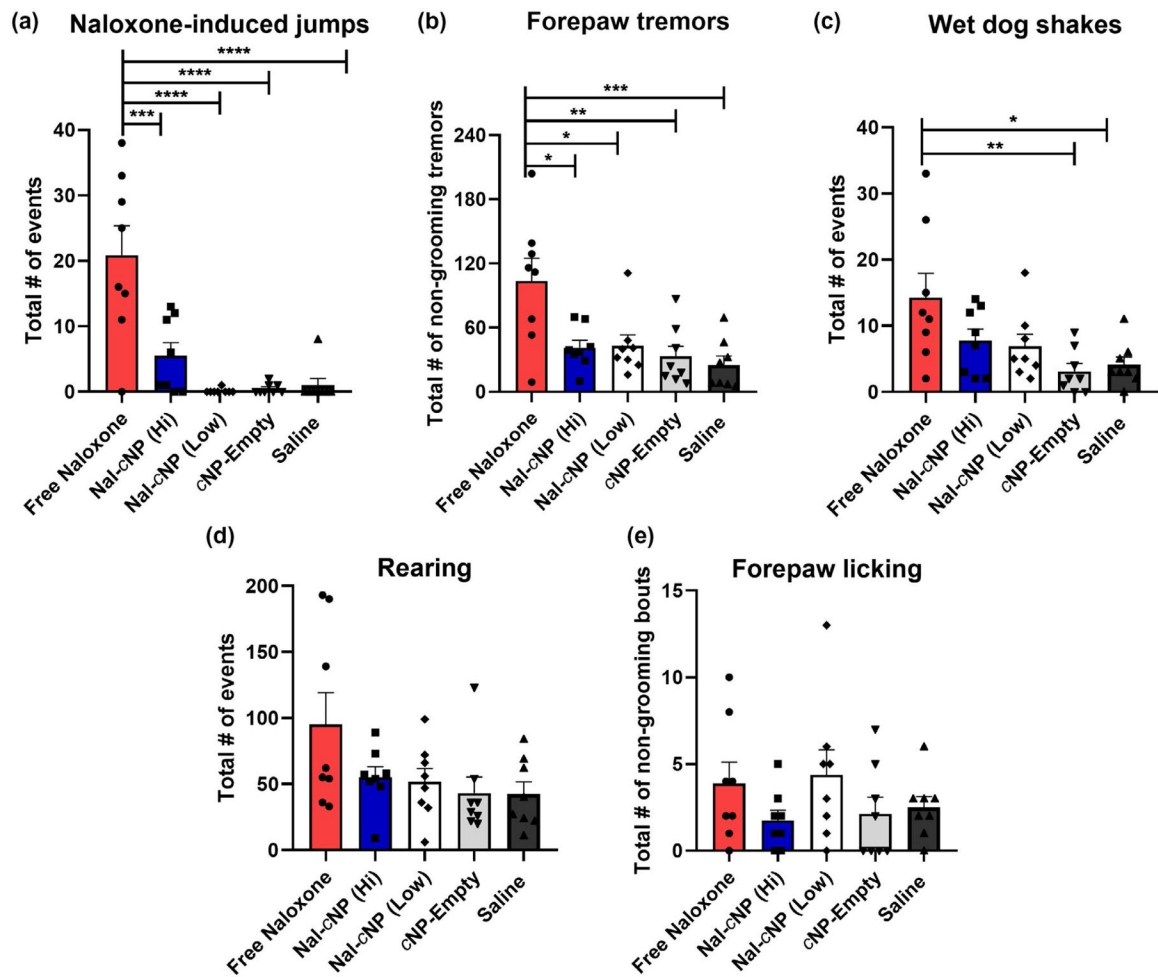 (a) Naloxone-induced jumps
****
****
****
***
Total # of events
40
30
20
10
0
Free Naloxone
Nal-cNP (Hi)
Nal-cNP (Low)
cNP-Empty
Saline
(b) Forepaw tremors
***
**
*
*
Total # of non-grooming tremors
240
180
120
60
0
Free Naloxone
Nal-cNP (Hi)
Nal-cNP (Low)
cNP-Empty
Saline
(c) Wet dog shakes
*
**
Total # of events
40
30
20
10
0
Free Naloxone
Nal-cNP (Hi)
Nal-cNP (Low)
cNP-Empty
Saline
(d) Rearing
Total # of events
200
150
100
50
0
Free Naloxone
Nal-cNP (Hi)
Nal-cNP (Low)
cNP-Empty
Saline
(e) Forepaw licking
Total # of non-grooming bouts
15
10
5
0
Free Naloxone
Nal-cNP (Hi)
Nal-cNP (Low)
cNP-Empty
Saline